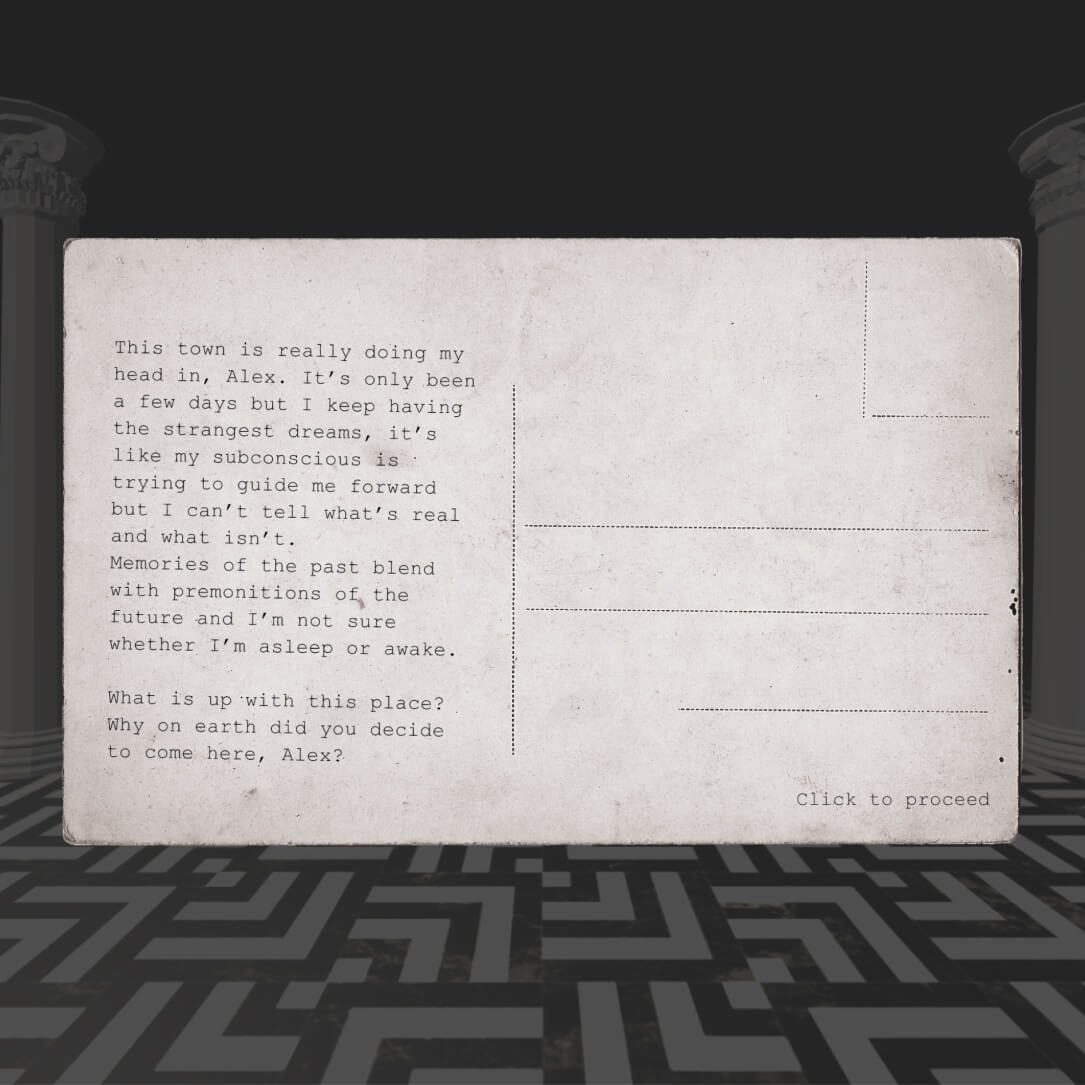 This town is really doing my
head in, Alex. It's only been
a few days but I keep having
the strangest dreams, it's
like my subconscious is
trying to guide me forward
but I can't tell what's real
and what isn't.
Memories of the past blend
with premonitions of the
future and I'm not sure
whether I'm asleep or awake.
What is up with this place?
Why on earth did you decide
to come here, Alex?
Click to proceed